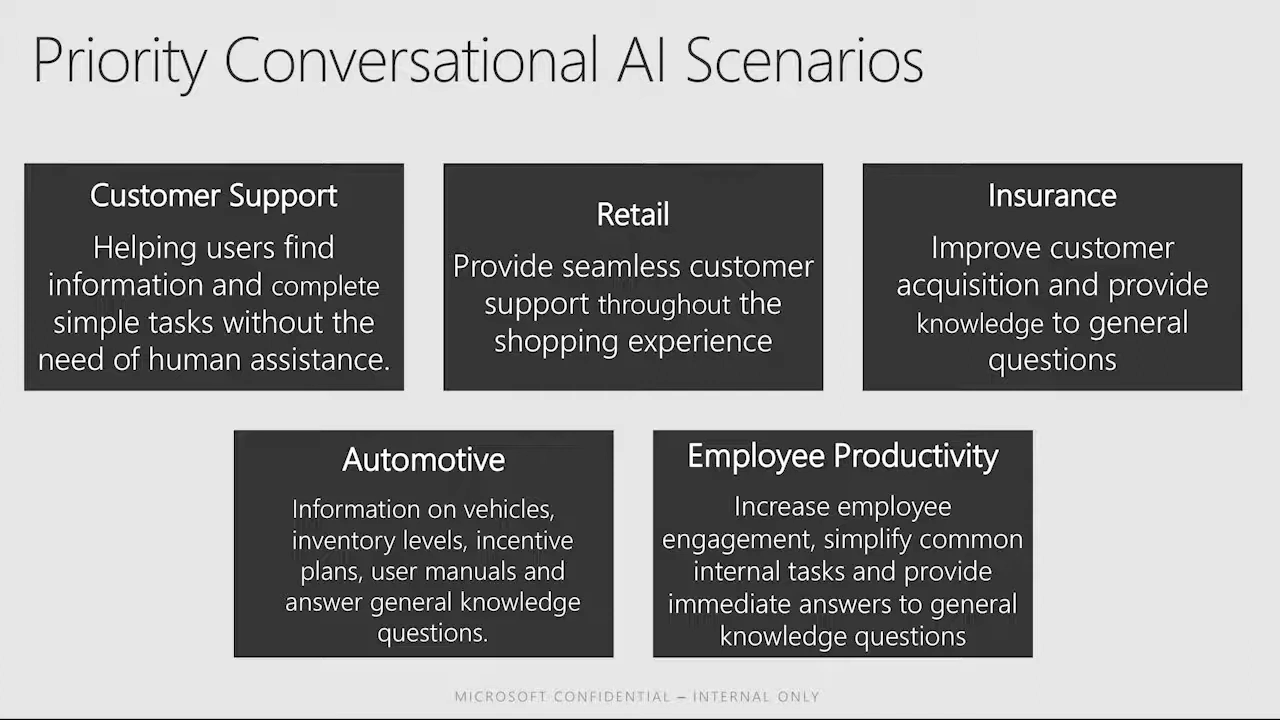 Priority Conversational AI Scenarios
Customer Support
Helping users find
information and complete
simple tasks without the
need of human assistance.
Retail
Provide seamless customer
support throughout the
shopping experience
Insurance
Improve customer
acquisition and provide
knowledge to general
questions
Automotive
Information on vehicles,
inventory levels, incentive
plans, user manuals and
answer general knowledge
questions.
Employee Productivity
Increase employee
engagement, simplify common
internal tasks and provide
immediate answers to general
knowledge questions
MICROSOFT CONFIDENTIAL – INTERNAL ONLY